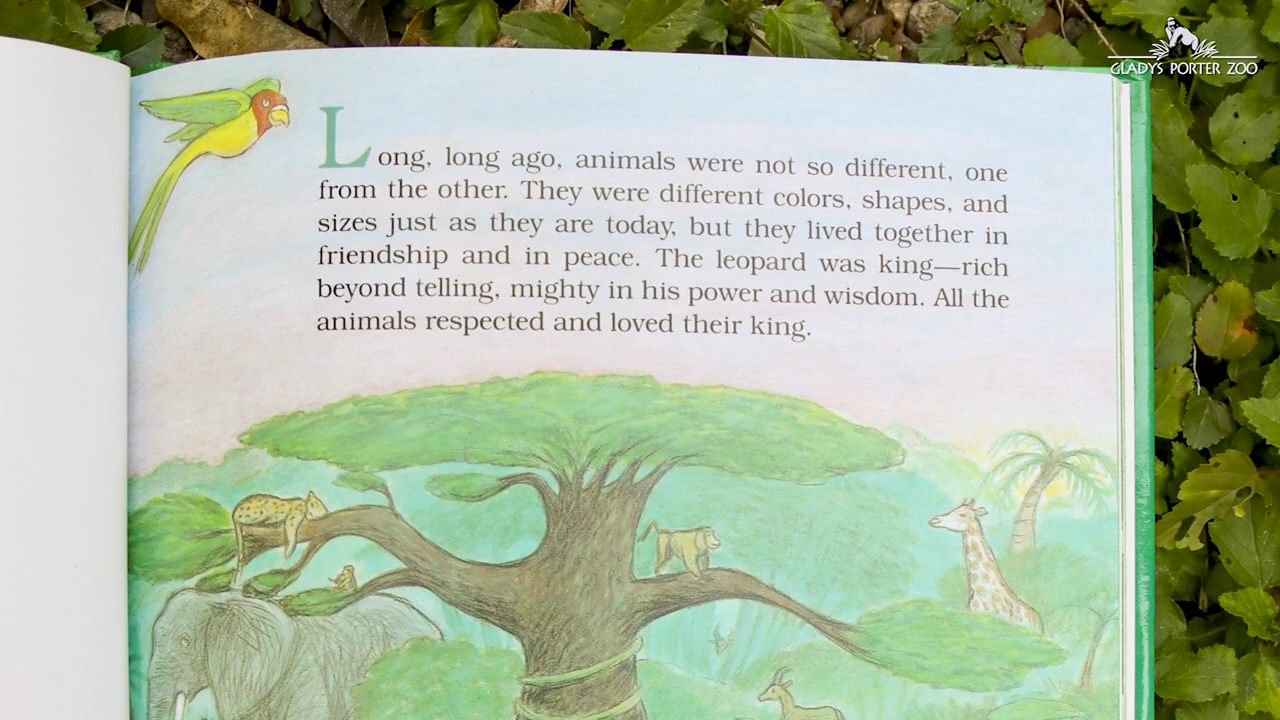 GLADYS PORTER ZOO
Long, long ago, animals were not so different, one
from the other. They were different colors, shapes, and
sizes just as they are today, but they lived together in
friendship and in peace. The leopard was king—rich
beyond telling, mighty in his power and wisdom. All the
animals respected and loved their king.